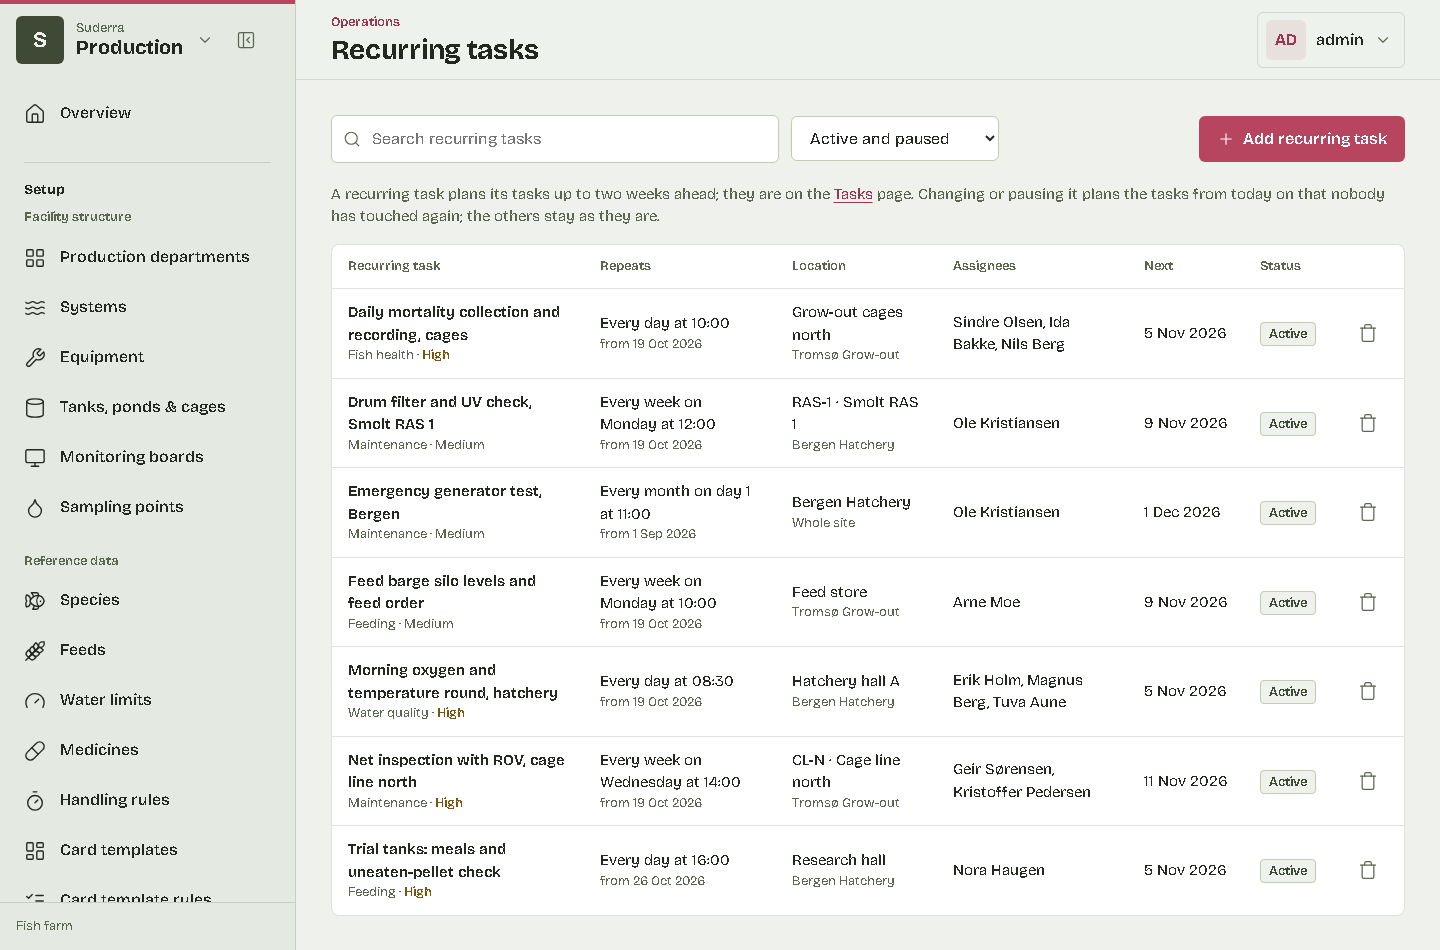 S
Suderra
Production
Overview
Setup
Facility structure
Production departments
Systems
Equipment
Tanks, ponds & cages
Monitoring boards
Sampling points
Reference data
Species
Feeds
Water limits
Medicines
Handling rules
Card templates
Card template rules
Fish farm
Operations
Recurring tasks
AD admin
Search recurring tasks
Active and paused
Add recurring task
A recurring task plans its tasks up to two weeks ahead; they are on the Tasks page. Changing or pausing it plans the tasks from today on that nobody
has touched again; the others stay as they are.
Recurring task Repeats Location Assignees Next Status
Daily mortality collection and
recording, cages
Fish health · High
Every day at 10:00
from 19 Oct 2026
Grow-out cages
north
Tromsø Grow-out
Sindre Olsen, Ida
Bakke, Nils Berg
5 Nov 2026
Active
Drum filter and UV check,
Smolt RAS 1
Maintenance · Medium
Every week on
Monday at 12:00
from 19 Oct 2026
RAS-1 · Smolt RAS
1
Bergen Hatchery
Ole Kristiansen
9 Nov 2026
Active
Emergency generator test,
Bergen
Maintenance · Medium
Every month on day 1
at 11:00
from 1 Sep 2026
Bergen Hatchery
Whole site
Ole Kristiansen
1 Dec 2026
Active
Feed barge silo levels and
feed order
Feeding · Medium
Every week on
Monday at 10:00
from 19 Oct 2026
Feed store
Tromsø Grow-out
Arne Moe
9 Nov 2026
Active
Morning oxygen and
temperature round, hatchery
Water quality · High
Every day at 08:30
from 19 Oct 2026
Hatchery hall A
Bergen Hatchery
Erik Holm, Magnus
Berg, Tuva Aune
5 Nov 2026
Active
Net inspection with ROV, cage
line north
Maintenance · High
Every week on
Wednesday at 14:00
from 19 Oct 2026
CL-N · Cage line
north
Tromsø Grow-out
Geir Sørensen,
Kristoffer Pedersen
11 Nov 2026
Active
Trial tanks: meals and
uneaten-pellet check
Feeding · High
Every day at 16:00
from 26 Oct 2026
Research hall
Bergen Hatchery
Nora Haugen
5 Nov 2026
Active